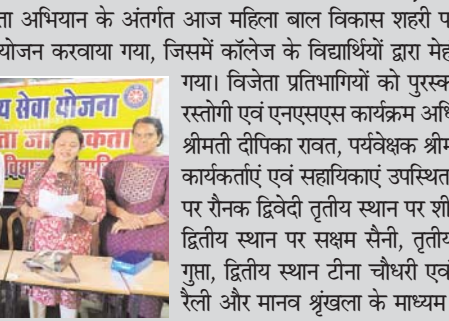 ता अभियान के अंतर्गत आज महिला बाल विकास शहरी प
योजन करवाया गया, जिसमें कॉलेज के विद्यार्थियों द्वारा मेह
गया। विजेता प्रतिभागियों को पुरस्क
रस्तोगी एवं एनएसएस कार्यक्रम अधि
श्रीमती दीपिका रावत, पर्यवेक्षक श्रीम
कार्यकर्ताएं एवं सहायिकाएं उपस्थित
पर रौनक द्विवेदी तृतीय स्थान पर शी
द्वितीय स्थान पर सक्षम सैनी, तृतीय
गुप्ता, द्वितीय स्थान टीना चौधरी एवं
रैली और मानव श्रृंखला के माध्यम
य सेवा योजना
ता जा कता